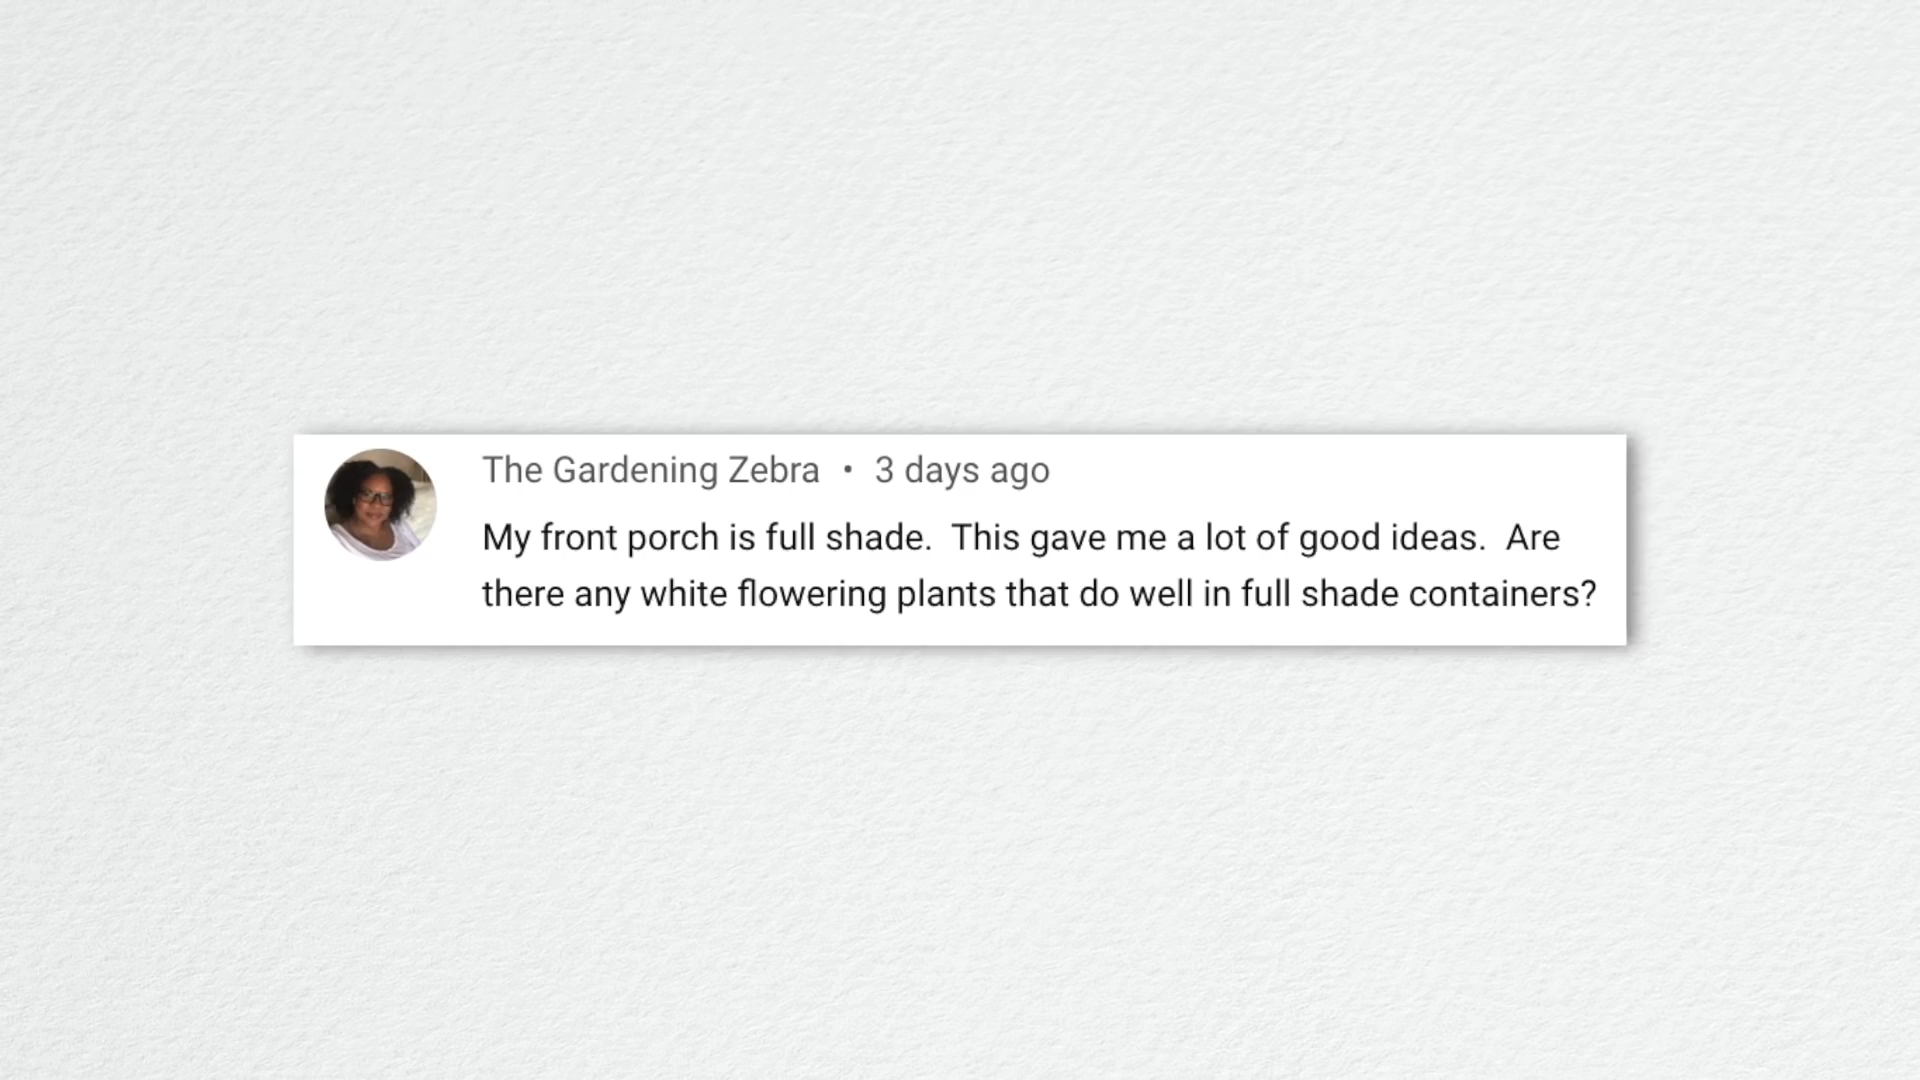 The Gardening Zebra • 3 days ago
My front porch is full shade.  This gave me a lot of good ideas.  Are
there any white flowering plants that do well in full shade containers?